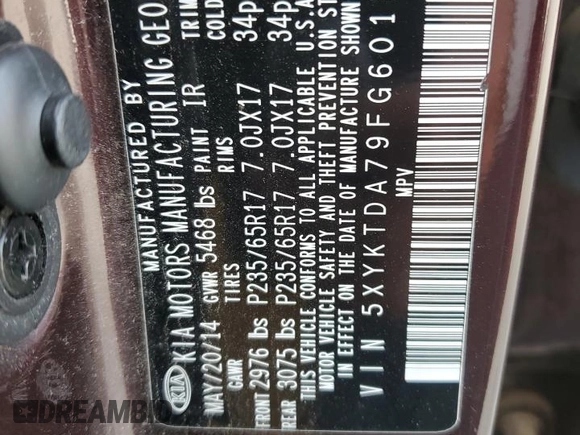 MANUFACTURED BY
KIA KIA MOTORS MANUFACTURING GEO
MAY/20/14 PAINT IR TRIM
GVWR 5468 lbs
GAWR TIRES RIMS COLD
FRONT 2976 lbs P235/65R17 7.0JX17 34p
REAR 3075 lbs P235/65R17 7.0JX17 34p
THIS VEHICLE CONFORMS TO ALL APPLICABLE U.S.A
MOTOR VEHICLE SAFETY AND THEFT PREVENTION ST
IN EFFECT ON THE DATE OF MANUFACTURE SHOWN
VIN 5XYKTDA79FG601
MPV
DREAMBID